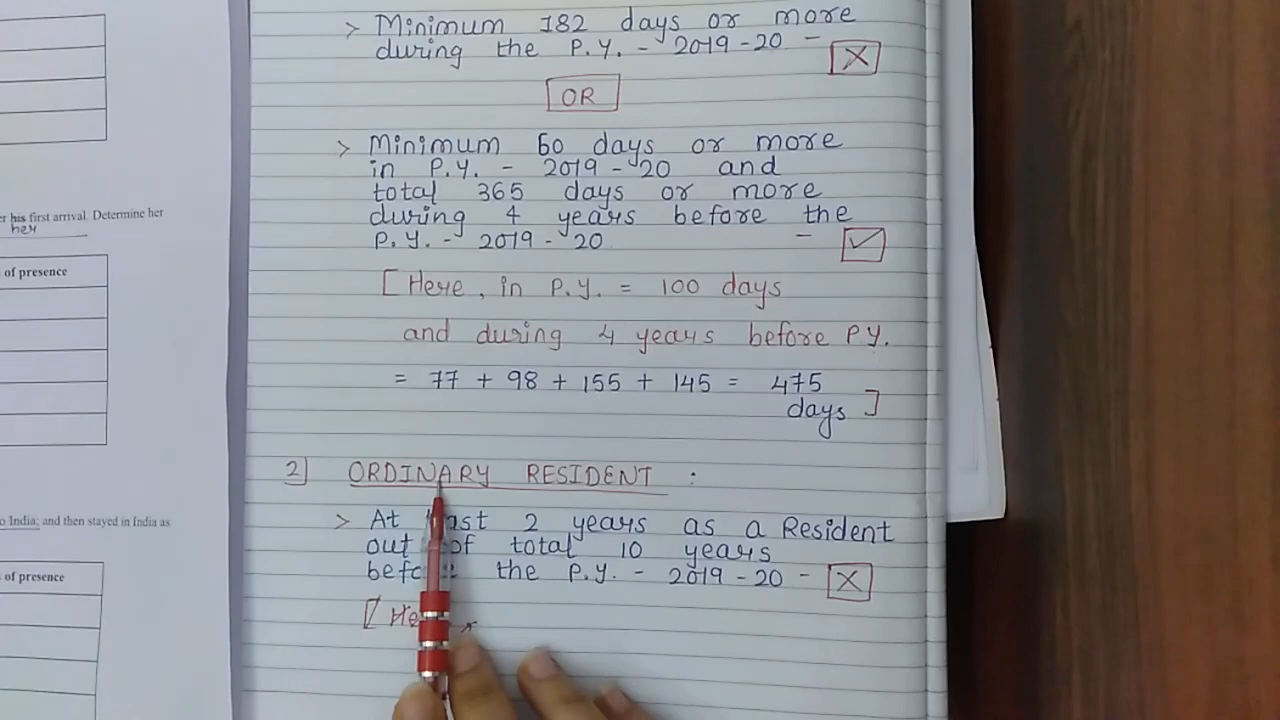 > Minimum 182 days or more
during the P.Y. - 2019-20 - [X]
OR
> Minimum 60 days or more
in P.Y. - 2019-20 and
total 365 days or more
during 4 years before the
P.Y. - 2019-20 - [✓]
[Here, in P.Y. = 100 days
and during 4 years before P.Y.
= 77 + 98 + 155 + 145 = 475
days]
2] ORDINARY RESIDENT :
> At 2 years as a Resident
out of total 10 years
the P.Y. - 2019-20 - [X]
his first arrival. Determine her
her
of presence
India; and then stayed in India as
of presence